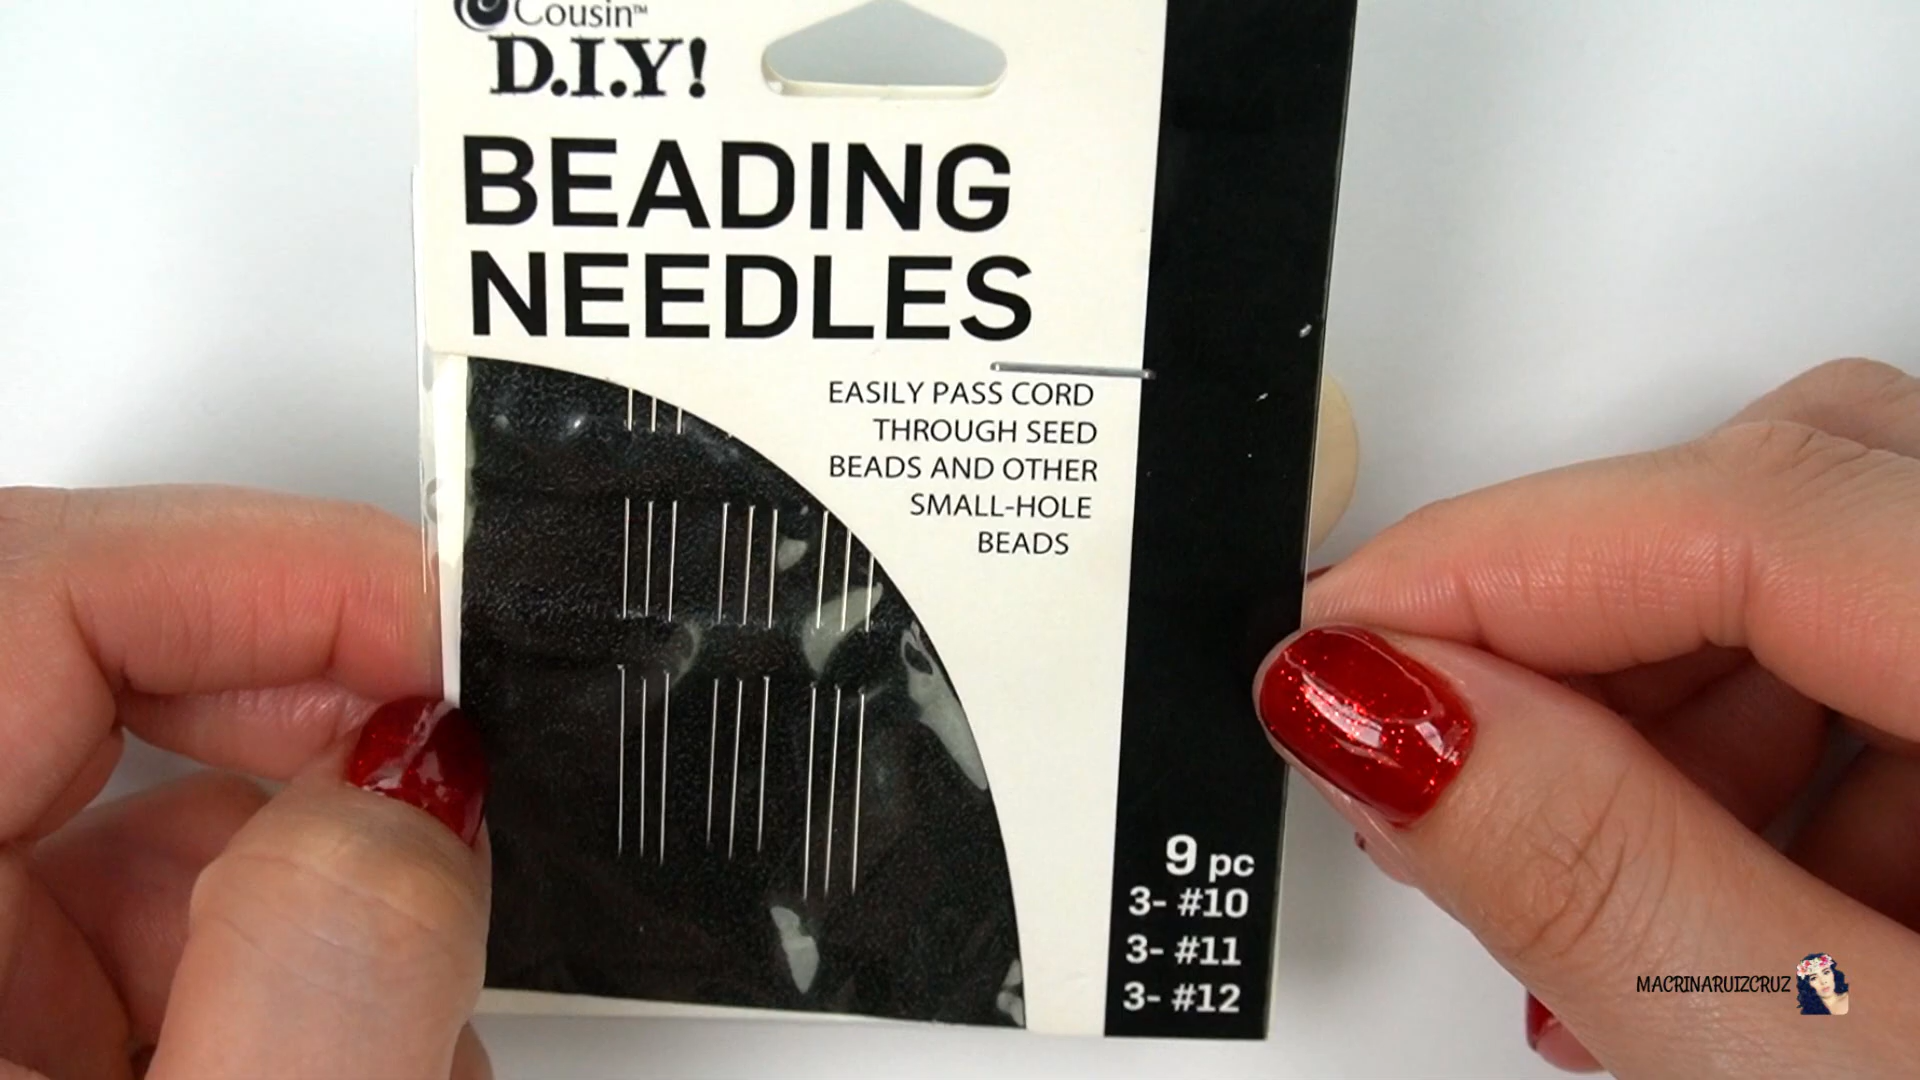 Cousin™
D.I.Y!
BEADING
NEEDLES
EASILY PASS CORD
THROUGH SEED
BEADS AND OTHER
SMALL-HOLE
BEADS
9 pc
3- #10
3- #11
3- #12
MACRINARUIZCRUZ